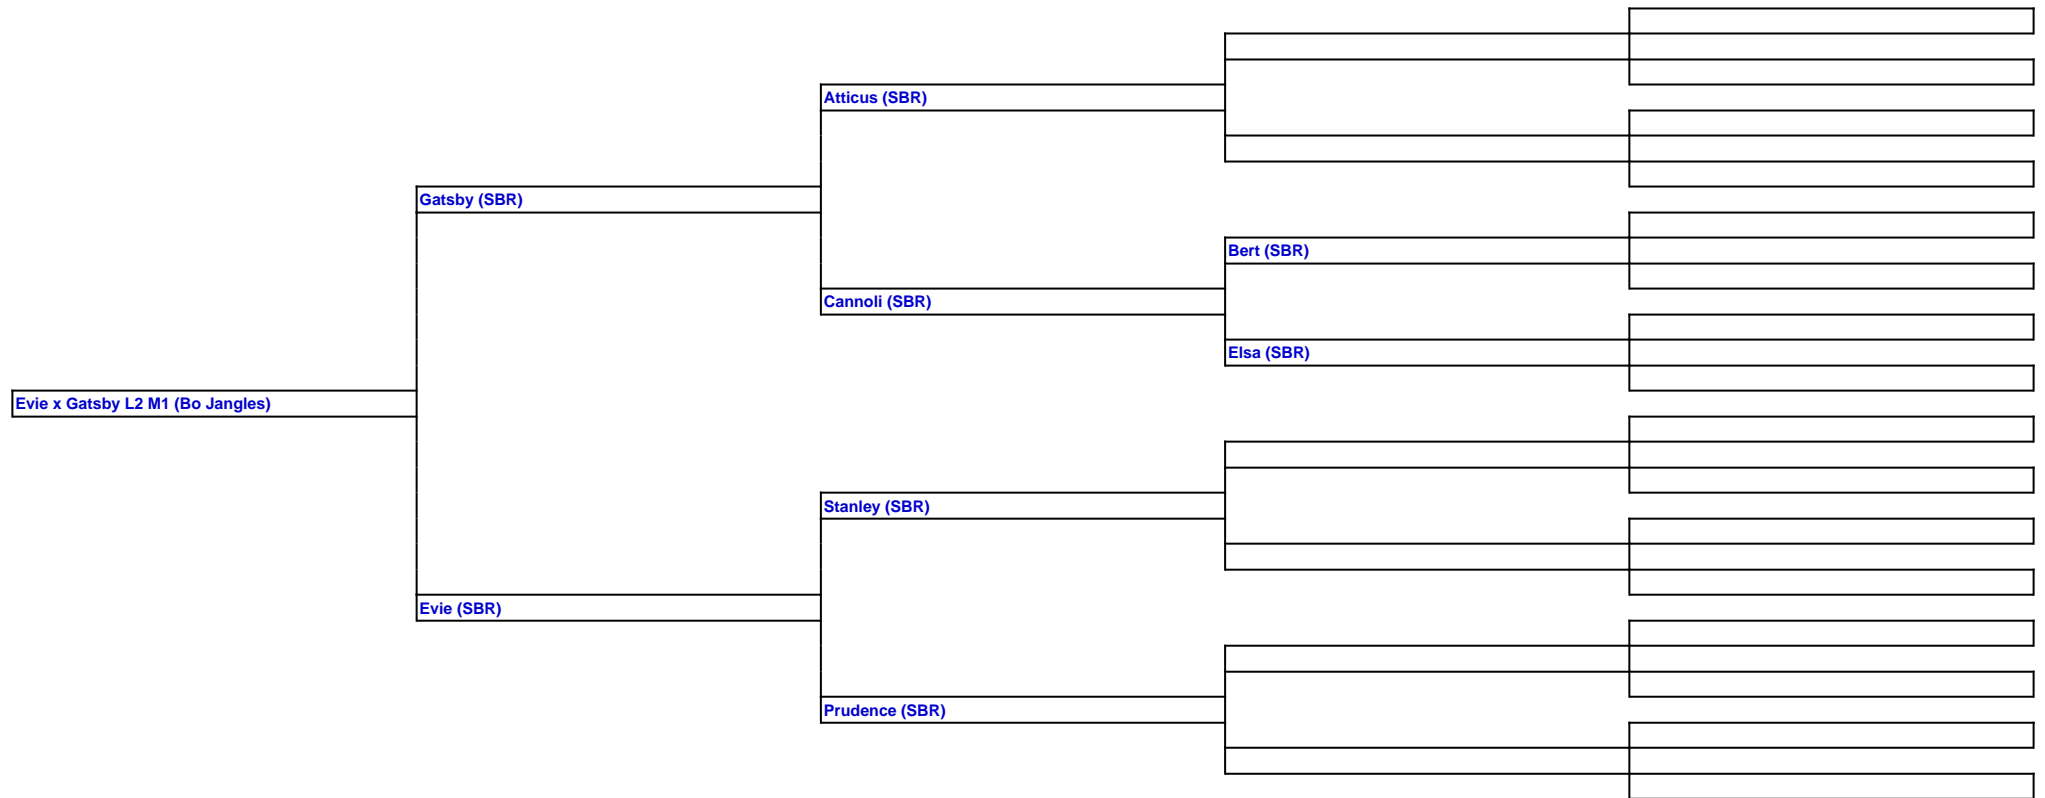 Atticus (SBR)
Gatsby (SBR)
Bert (SBR)
Cannoli (SBR)
Elsa (SBR)
Evie x Gatsby L2 M1 (Bo Jangles)
Stanley (SBR)
Evie (SBR)
Prudence (SBR)